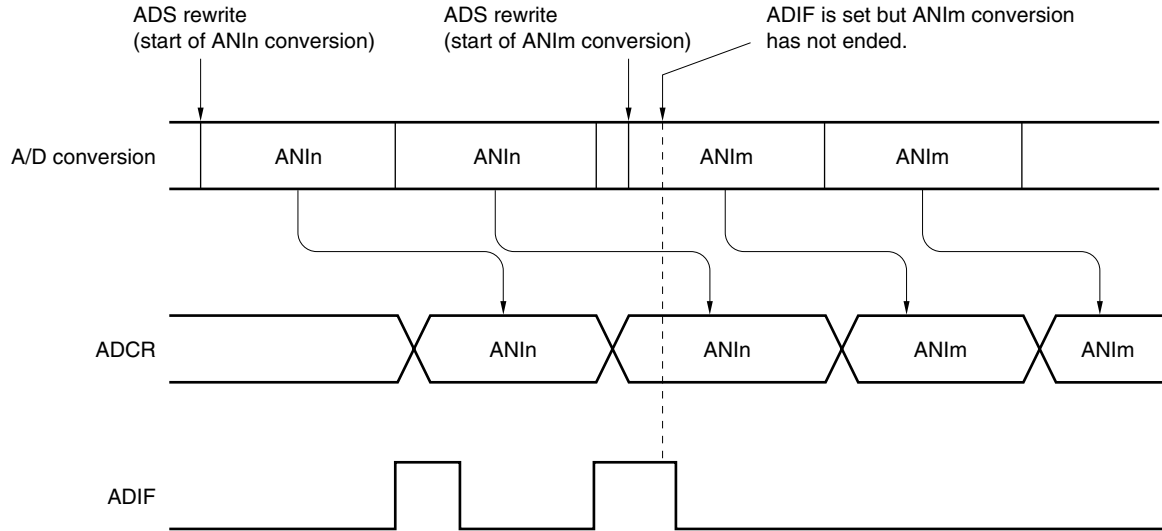 ADS rewrite
(start of ANIn conversion)
ADS rewrite
(start of ANIm conversion)
ADIF is set but ANIm conversion
has not ended.
A/D conversion
ANIn
ANIn
ANIm
ANIm
ADCR
ANIn
ANIn
ANIm
ANIm
ADIF